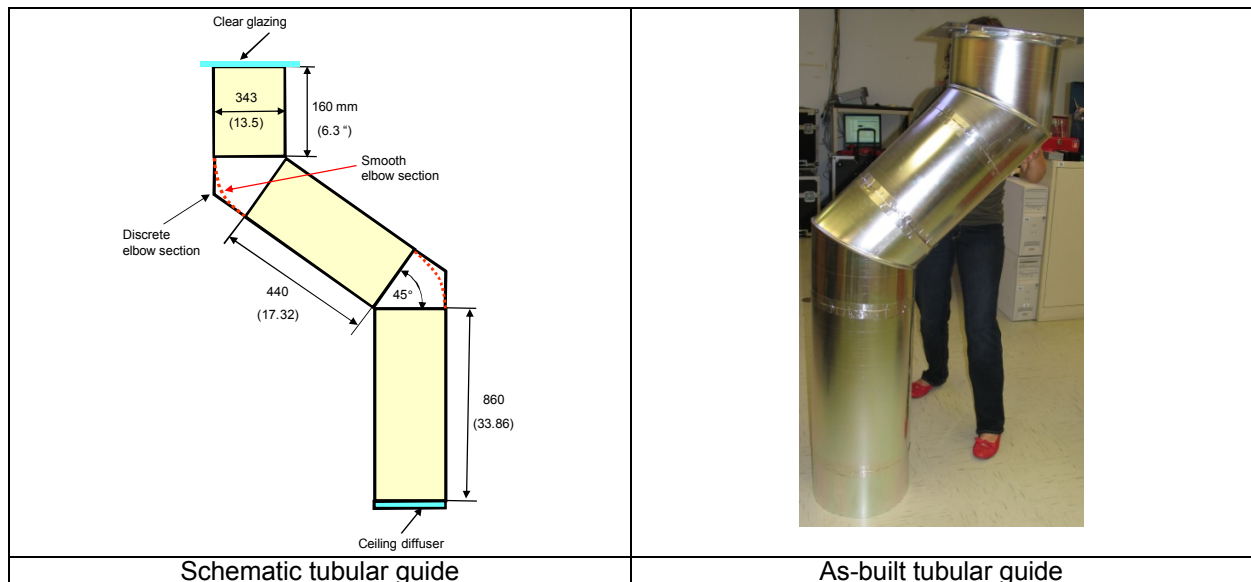 Clear glazing
343
(13.5)
160 mm
(6.3 “)
Smooth
elbow section
Discrete
elbow section
440
(17.32)
45°
860
(33.86)
Ceiling diffuser
Schematic tubular guide
As-built tubular guide